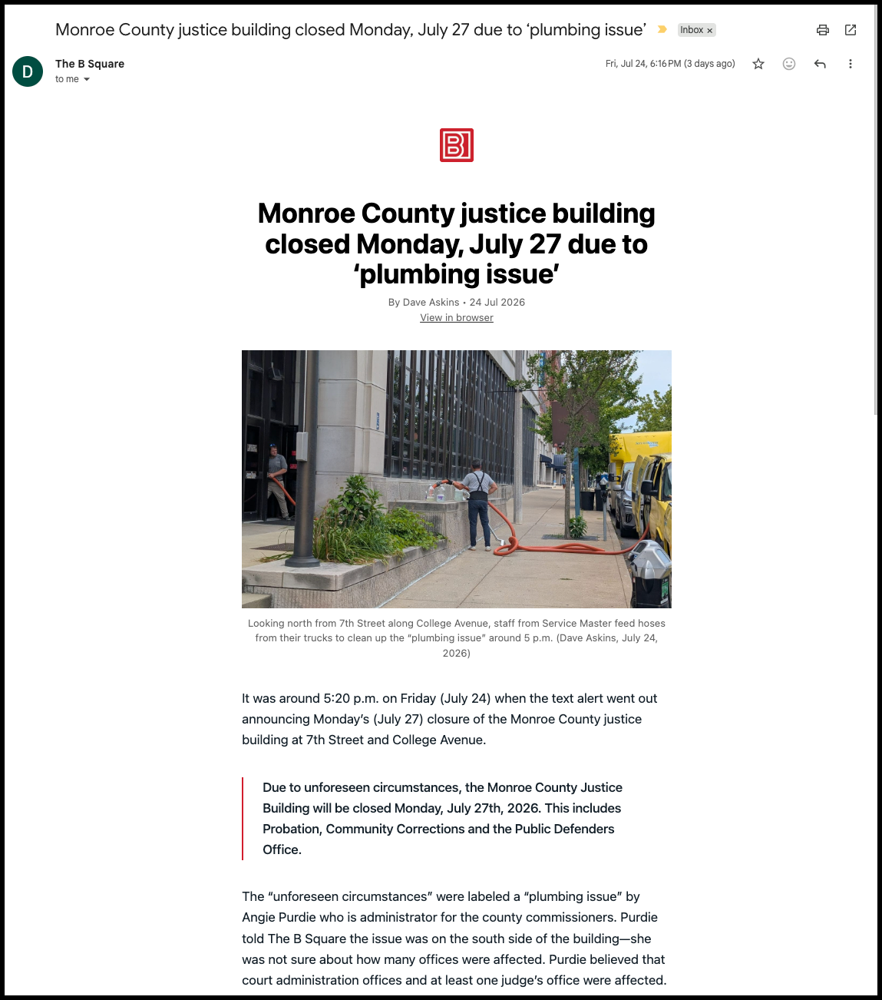 Monroe County justice building closed Monday, July 27 due to ‘plumbing issue’
Inbox ×
D
The B Square
Fri, Jul 24, 6:16 PM (3 days ago)
to me
B
Monroe County justice building
closed Monday, July 27 due to
‘plumbing issue’
By Dave Askins • 24 Jul 2026
View in browser
Looking north from 7th Street along College Avenue, staff from Service Master feed hoses
from their trucks to clean up the “plumbing issue” around 5 p.m. (Dave Askins, July 24,
2026)
It was around 5:20 p.m. on Friday (July 24) when the text alert went out
announcing Monday’s (July 27) closure of the Monroe County justice
building at 7th Street and College Avenue.
Due to unforeseen circumstances, the Monroe County Justice
Building will be closed Monday, July 27th, 2026. This includes
Probation, Community Corrections and the Public Defenders
Office.
The “unforeseen circumstances” were labeled a “plumbing issue” by
Angie Purdie who is administrator for the county commissioners. Purdie
told The B Square the issue was on the south side of the building—she
was not sure about how many offices were affected. Purdie believed that
court administration offices and at least one judge’s office were affected.